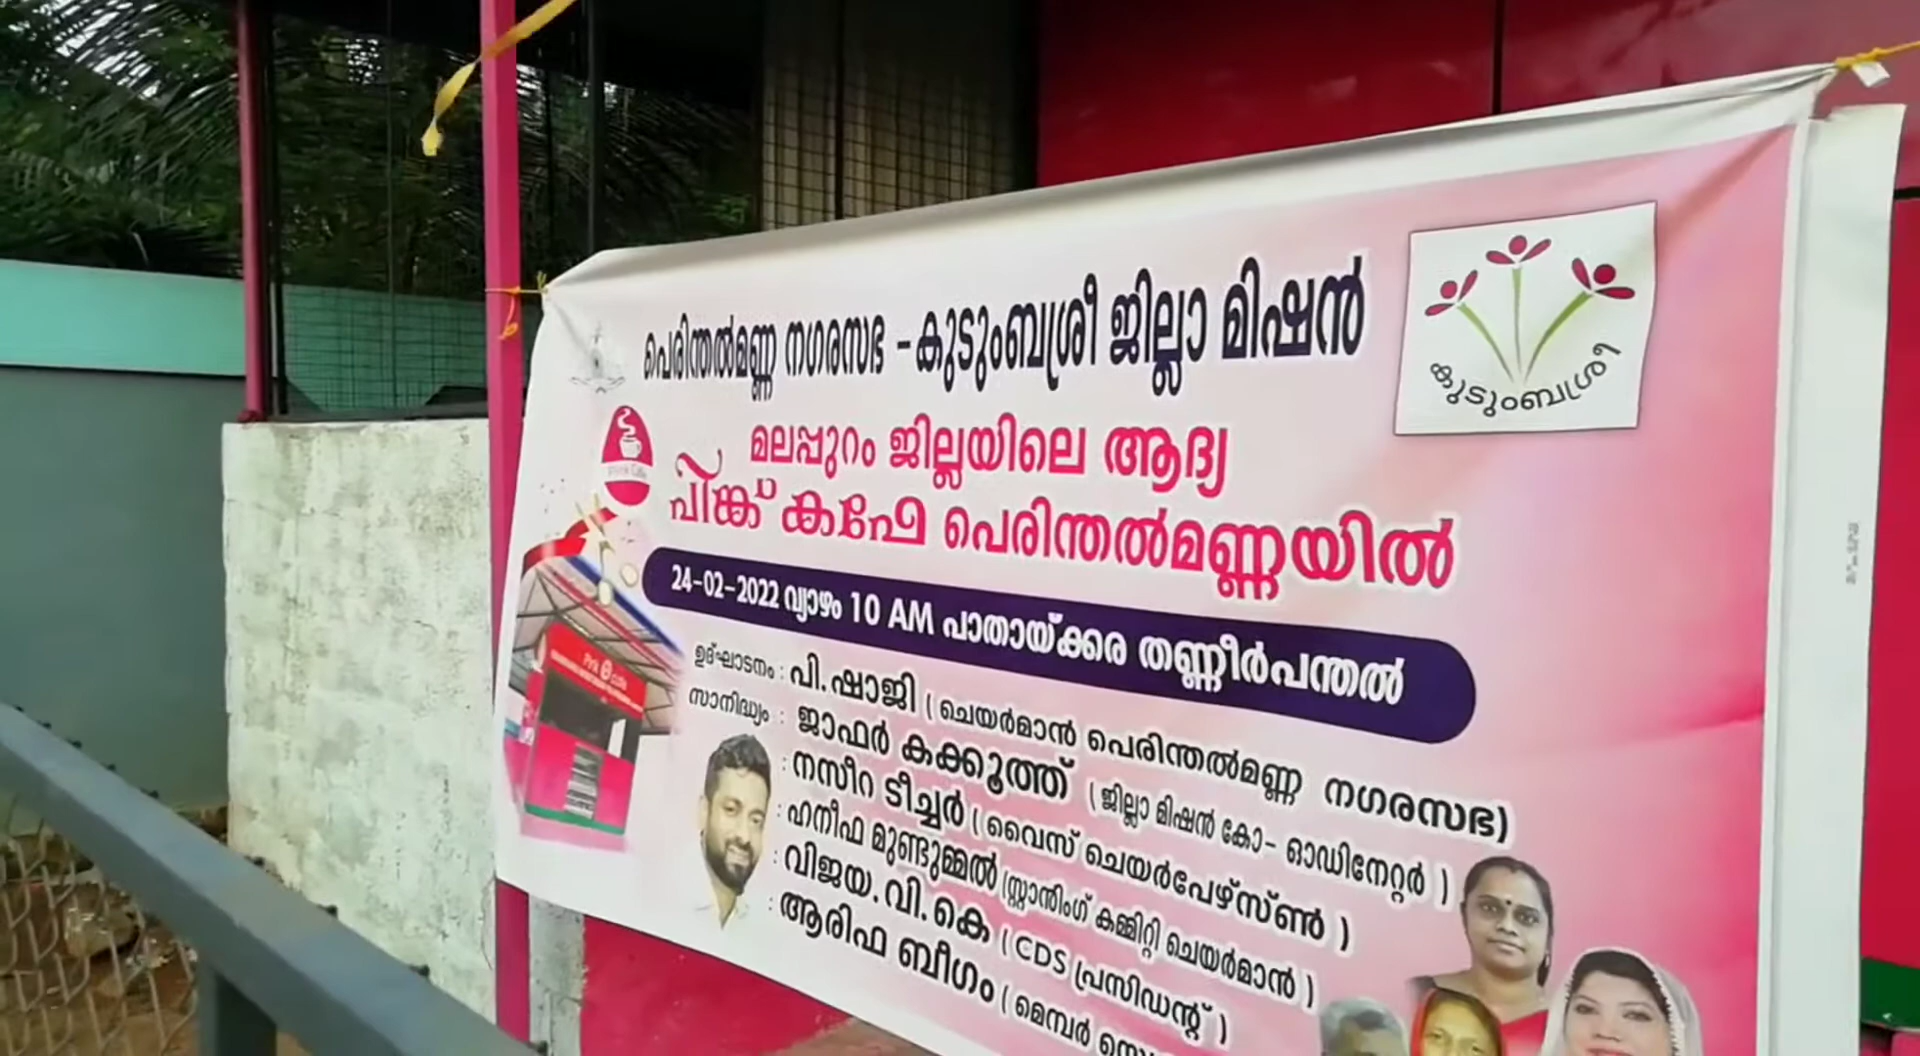 പെരിന്തൽമണ്ണ നഗരസഭ -കുടുംബശ്രീ ജില്ലാ മിഷൻ
കുടുംബശ്രീ
മലപ്പുറം ജില്ലയിലെ ആദ്യ
പിങ്ക് കഫേ പെരിന്തൽമണ്ണയിൽ
24-02-2022 വ്യാഴം 10 AM പാതായ്ക്കര തണ്ണീർപന്തൽ
ഉദ്ഘാടനം : പി.ഷാജി ( ചെയർമാൻ പെരിന്തൽമണ്ണ നഗരസഭ)
സാനിദ്ധ്യം : ജാഫർ കക്കൂത്ത് ( ജില്ലാ മിഷൻ കോ- ഓഡിനേറ്റർ )
: നസീറ ടീച്ചർ ( വൈസ് ചെയർപേഴ്സ്ൺ )
: ഹനീഫ മുണ്ടുമ്മൽ (സ്റ്റാന്റിംഗ് കമ്മിറ്റി ചെയർമാൻ )
: വിജയ.വി.കെ ( CDS പ്രസിഡന്റ് )
: ആരിഫ ബീഗം ( മെമ്പർ